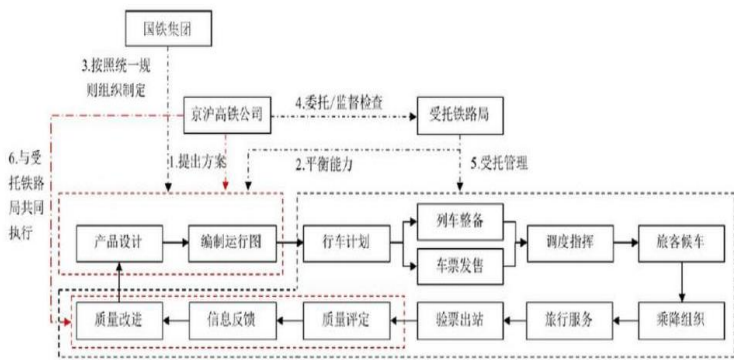 国铁集团
3.按照统一规
则组织制定
京沪高铁公司
4.委托/监督检查
受托铁路局
6.与受
托铁路
局共同
执行
1.提出方案
2.平衡能力
5.受托管理
产品设计
编制运行图
行车计划
列车整备
车票发售
调度指挥
旅客候车
质量改进
信息反馈
质量评定
验票出站
旅行服务
乘降组织